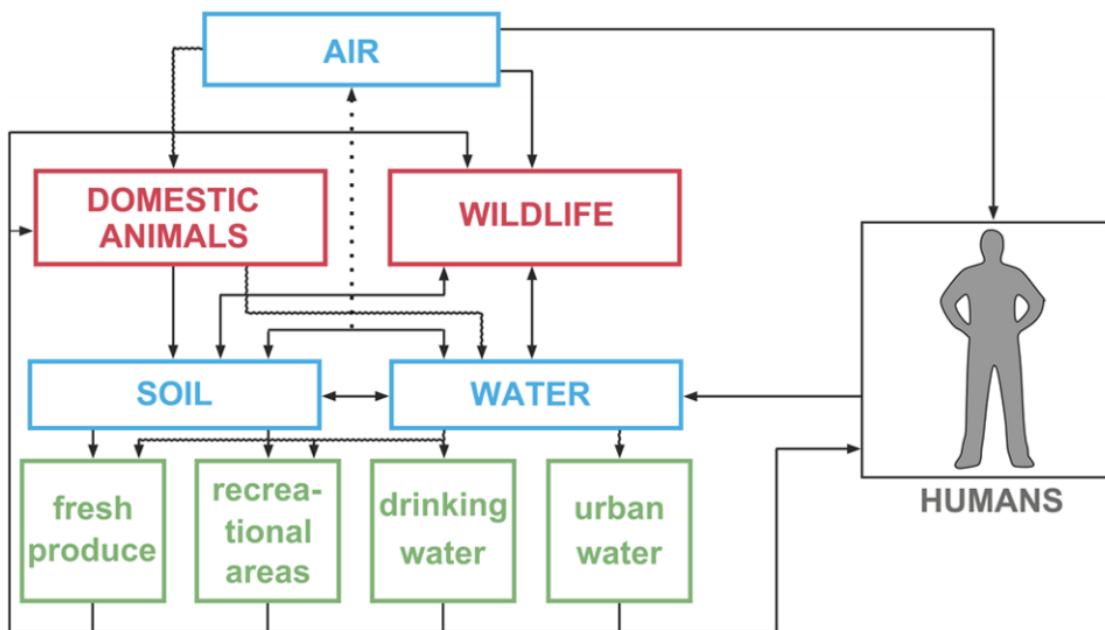 AIR
DOMESTIC
ANIMALS
WILDLIFE
SOIL
WATER
fresh
produce
recrea-
tional
areas
drinking
water
urban
water
HUMANS